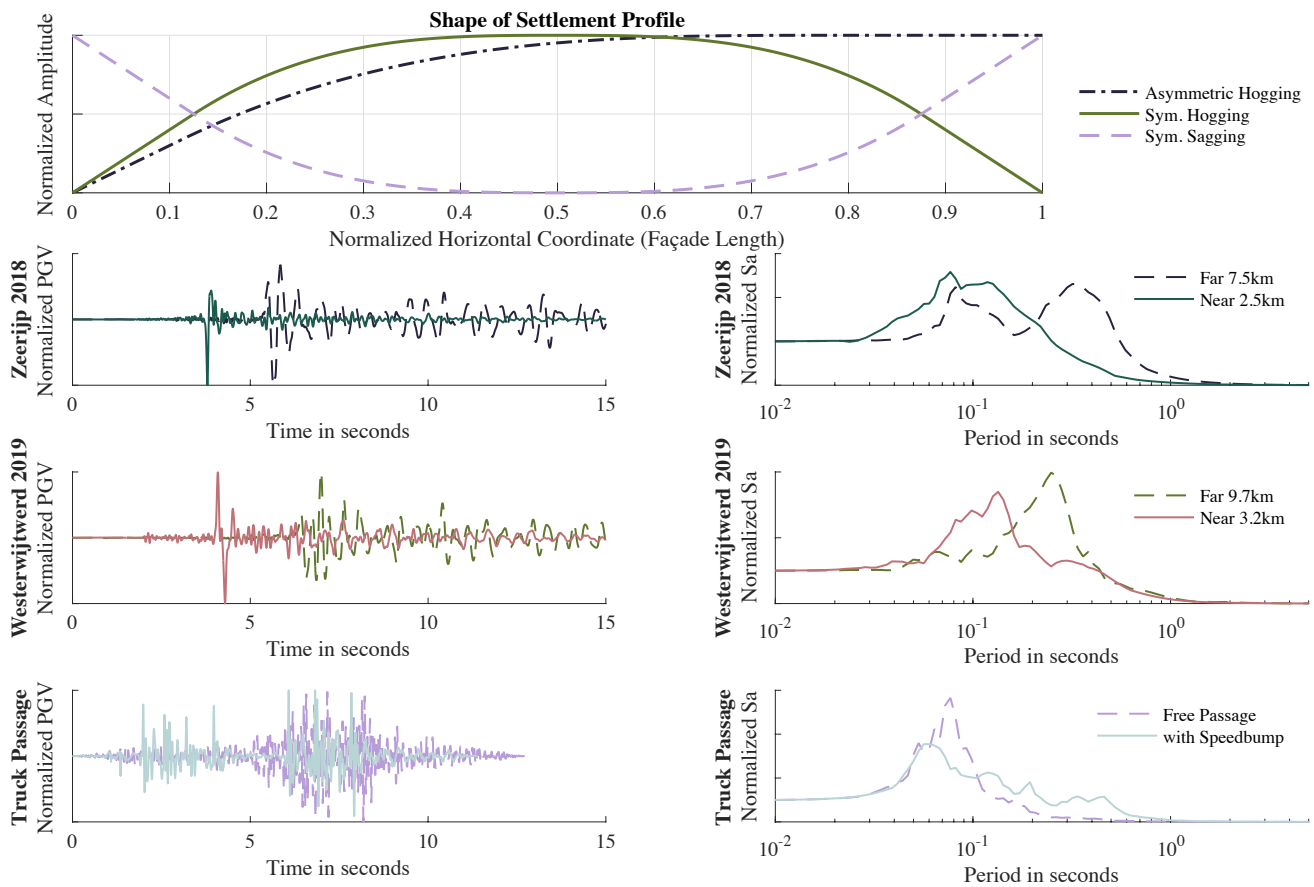 Shape of Settlement Profile
Normalized Amplitude
Asymmetric Hogging
Sym. Hogging
Sym. Sagging
0 0.1 0.2 0.3 0.4 0.5 0.6 0.7 0.8 0.9 1
Normalized Horizontal Coordinate (Façade Length)
Zeerijp 2018
Normalized PGV
0 5 10 15
Time in seconds
Normalized Sa
Zeerijp 2018
Far 7.5km
Near 2.5km
10^-2 10^-1 10^0
Period in seconds
Westerwijtwerd 2019
Normalized PGV
0 5 10 15
Time in seconds
Westerwijtwerd 2019
Normalized Sa
Far 9.7km
Near 3.2km
10^-2 10^-1 10^0
Period in seconds
Truck Passage
Normalized PGV
0 5 10 15
Time in seconds
Truck Passage
Normalized Sa
Free Passage
with Speedbump
10^-2 10^-1 10^0
Period in seconds